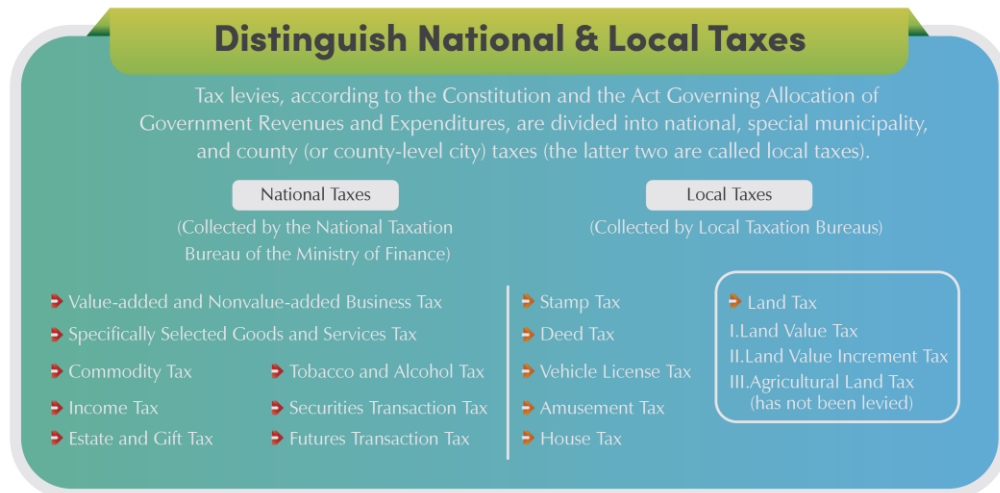 Distinguish National & Local Taxes
Tax levies, according to the Constitution and the Act Governing Allocation of
Government Revenues and Expenditures, are divided into national, special municipality,
and county (or county-level city) taxes (the latter two are called local taxes).
National Taxes
(Collected by the National Taxation
Bureau of the Ministry of Finance)
Value-added and Nonvalue-added Business Tax
Specifically Selected Goods and Services Tax
Commodity Tax
Income Tax
Estate and Gift Tax
Tobacco and Alcohol Tax
Securities Transaction Tax
Futures Transaction Tax
Local Taxes
(Collected by Local Taxation Bureaus)
Stamp Tax
Deed Tax
Vehicle License Tax
Amusement Tax
House Tax
Land Tax
I.Land Value Tax
II.Land Value Increment Tax
III.Agricultural Land Tax
(has not been levied)